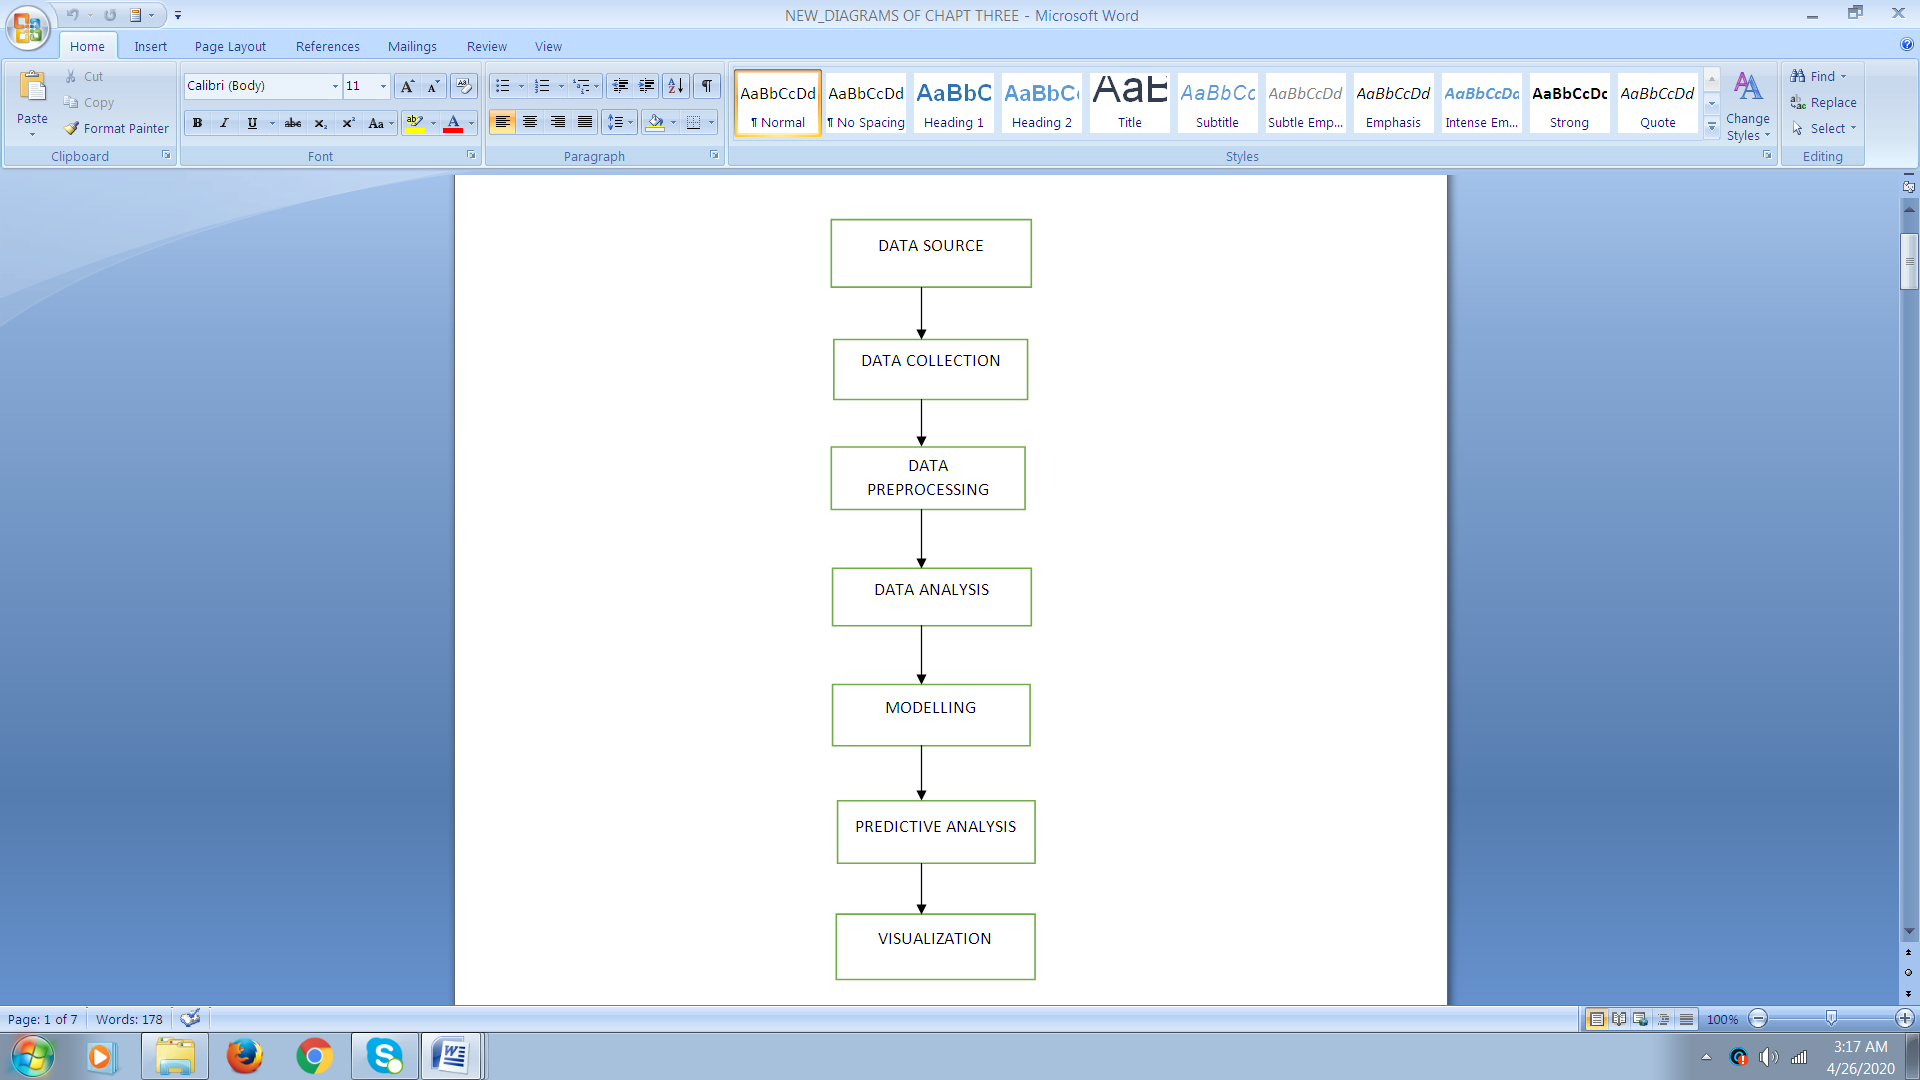 NEW_DIAGRAMS OF CHAPT THREE - Microsoft Word
Home Insert Page Layout References Mailings Review View
Paste
Cut
Copy
Format Painter
Clipboard
Calibri (Body) 11
Font
Paragraph
AaBbCcDd AaBbCcDd AaBbC AaBbC AaB AaBbCc AaBbCcDd AaBbCcDd AaBbCcDd AaBbCcDc AaBbCcDd
¶ Normal ¶ No Spacing Heading 1 Heading 2 Title Subtitle Subtle Emp... Emphasis Intense Em... Strong Quote
Styles
Change
Styles
Find
Replace
Select
Editing
DATA SOURCE
DATA COLLECTION
DATA
PREPROCESSING
DATA ANALYSIS
MODELLING
PREDICTIVE ANALYSIS
VISUALIZATION
Page: 1 of 7 Words: 178 100%
3:17 AM
4/26/2020